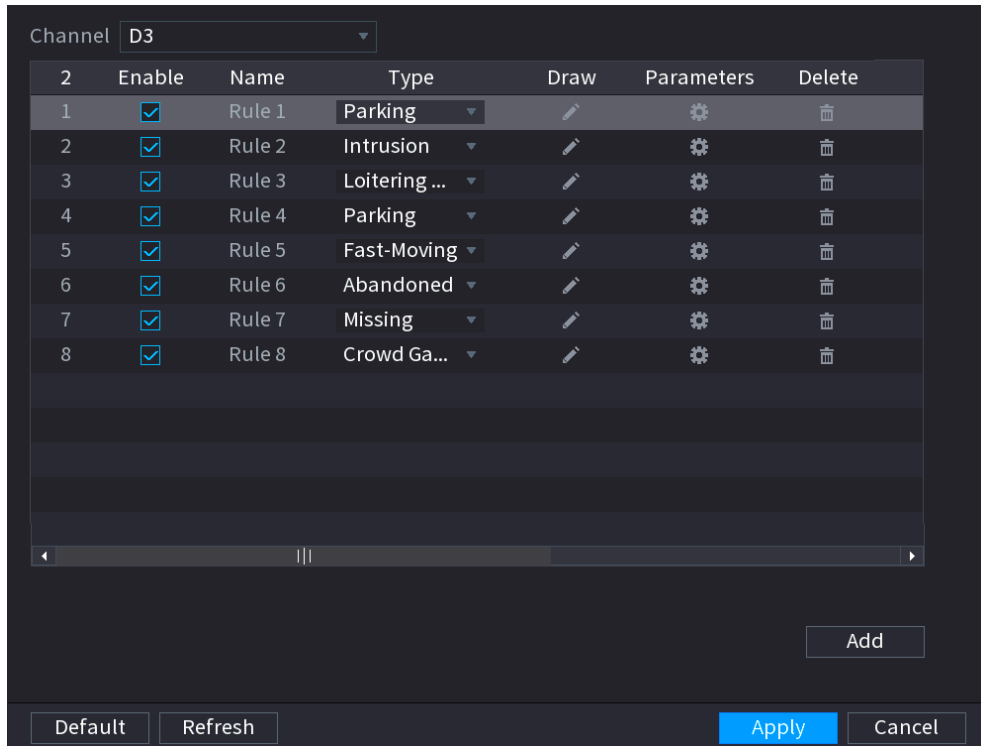 Channel D3
2 Enable Name Type Draw Parameters Delete
1 Rule 1 Parking
2 Rule 2 Intrusion
3 Rule 3 Loitering ...
4 Rule 4 Parking
5 Rule 5 Fast-Moving
6 Rule 6 Abandoned
7 Rule 7 Missing
8 Rule 8 Crowd Ga...
Add
Default Refresh Apply Cancel